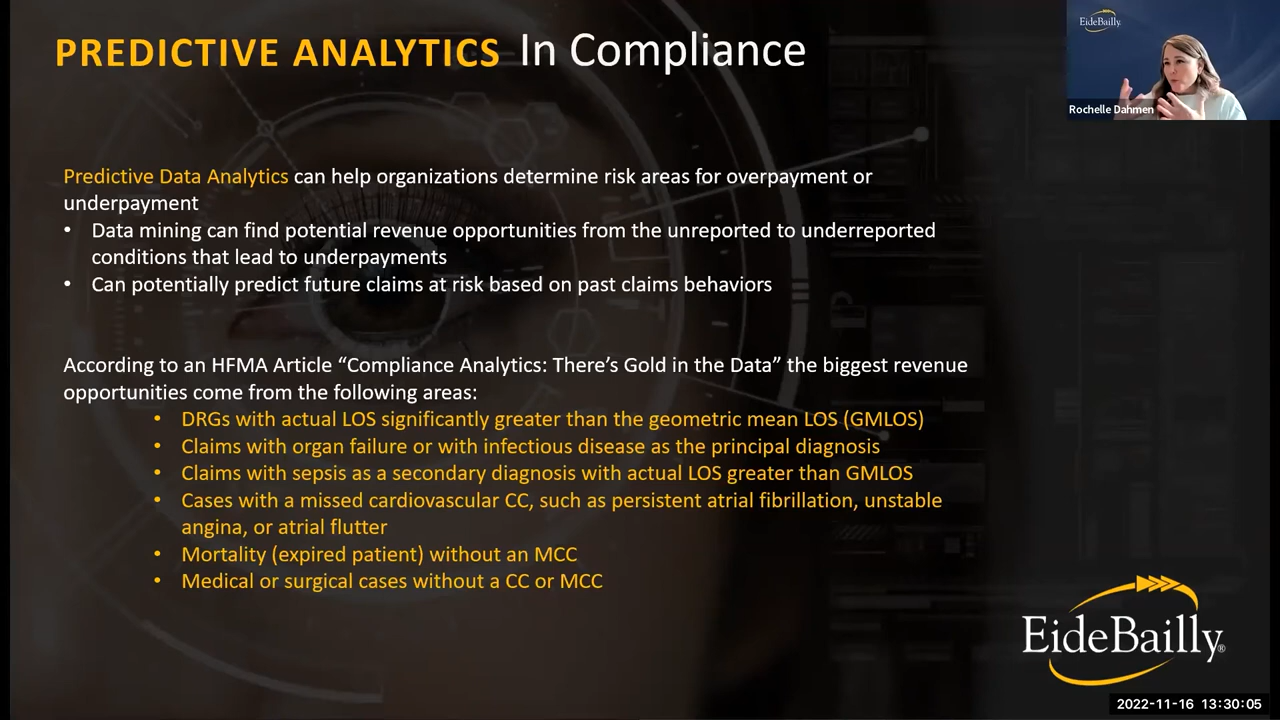 PREDICTIVE ANALYTICS In Compliance
EideBailly.
Rochelle Dahmen
Predictive Data Analytics can help organizations determine risk areas for overpayment or
underpayment
• Data mining can find potential revenue opportunities from the unreported to underreported
conditions that lead to underpayments
• Can potentially predict future claims at risk based on past claims behaviors
According to an HFMA Article “Compliance Analytics: There’s Gold in the Data” the biggest revenue
opportunities come from the following areas:
• DRGs with actual LOS significantly greater than the geometric mean LOS (GMLOS)
• Claims with organ failure or with infectious disease as the principal diagnosis
• Claims with sepsis as a secondary diagnosis with actual LOS greater than GMLOS
• Cases with a missed cardiovascular CC, such as persistent atrial fibrillation, unstable
angina, or atrial flutter
• Mortality (expired patient) without an MCC
• Medical or surgical cases without a CC or MCC
EideBailly®
2022-11-16 13:30:05